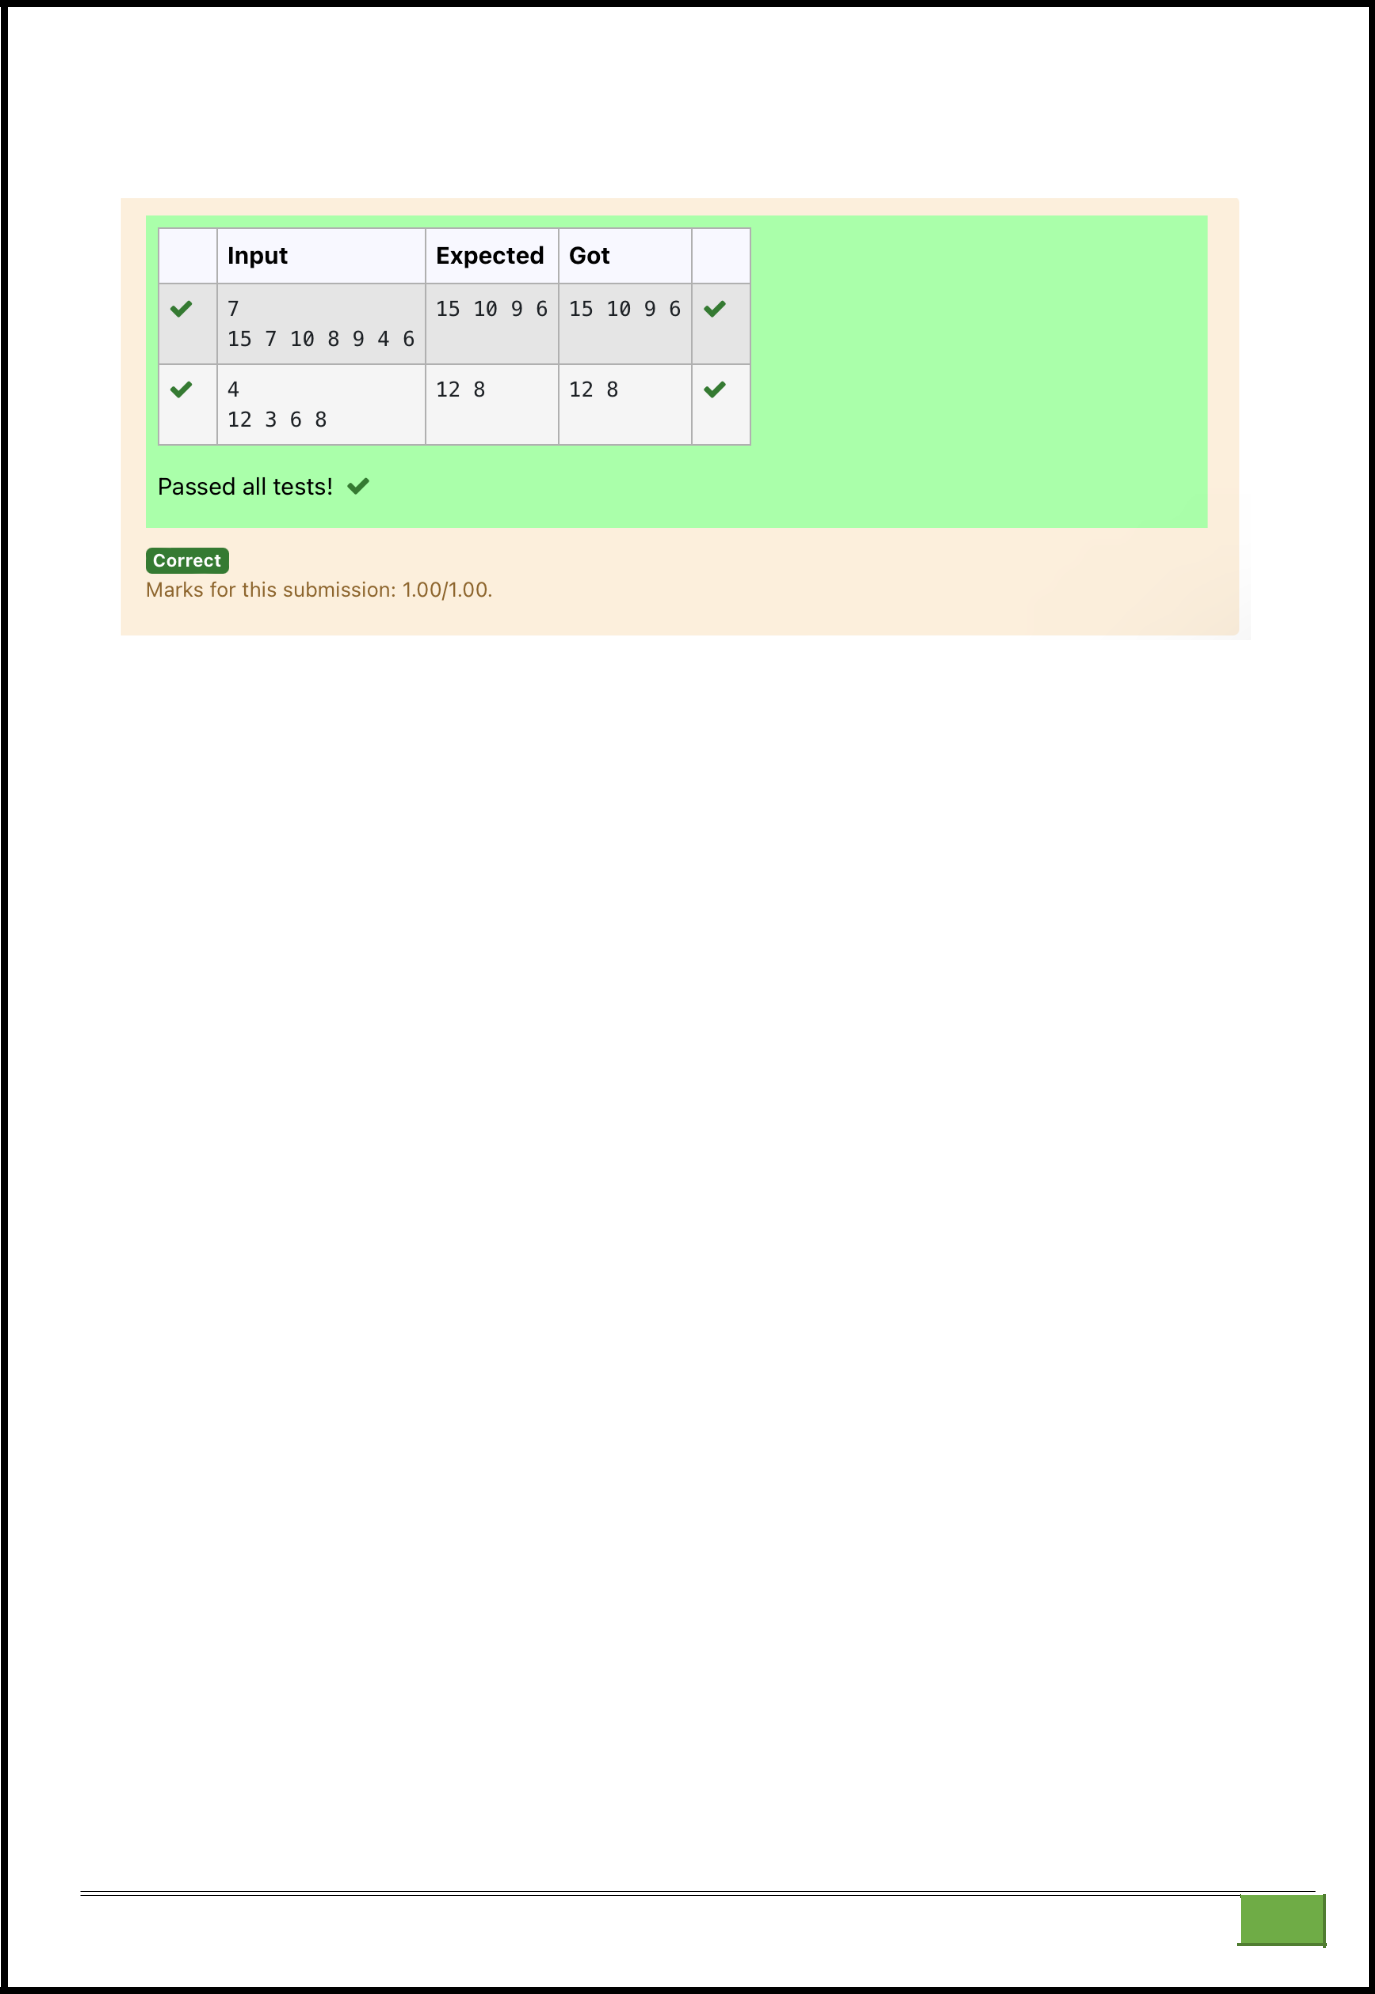 Input Expected Got
7 15 10 9 6 15 10 9 6
15 7 10 8 9 4 6
4 12 8 12 8
12 3 6 8
Passed all tests!
Correct
Marks for this submission: 1.00/1.00.